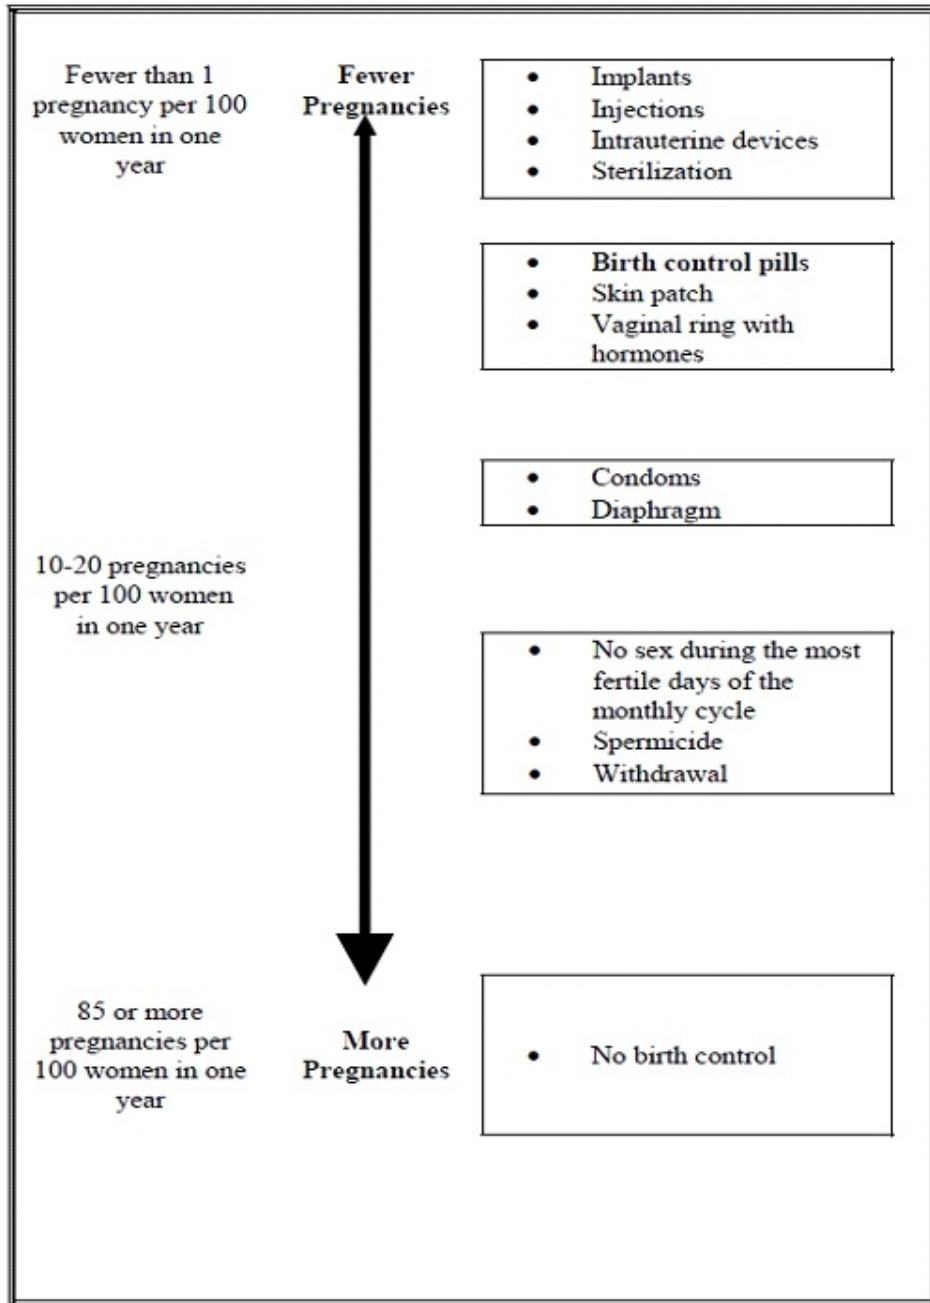 Fewer than 1
pregnancy per 100
women in one
year
Fewer
Pregnancies
• Implants
• Injections
• Intrauterine devices
• Sterilization
• Birth control pills
• Skin patch
• Vaginal ring with
hormones
• Condoms
• Diaphragm
10-20 pregnancies
per 100 women
in one year
• No sex during the most
fertile days of the
monthly cycle
• Spermicide
• Withdrawal
85 or more
pregnancies per
100 women in one
year
More
Pregnancies
• No birth control